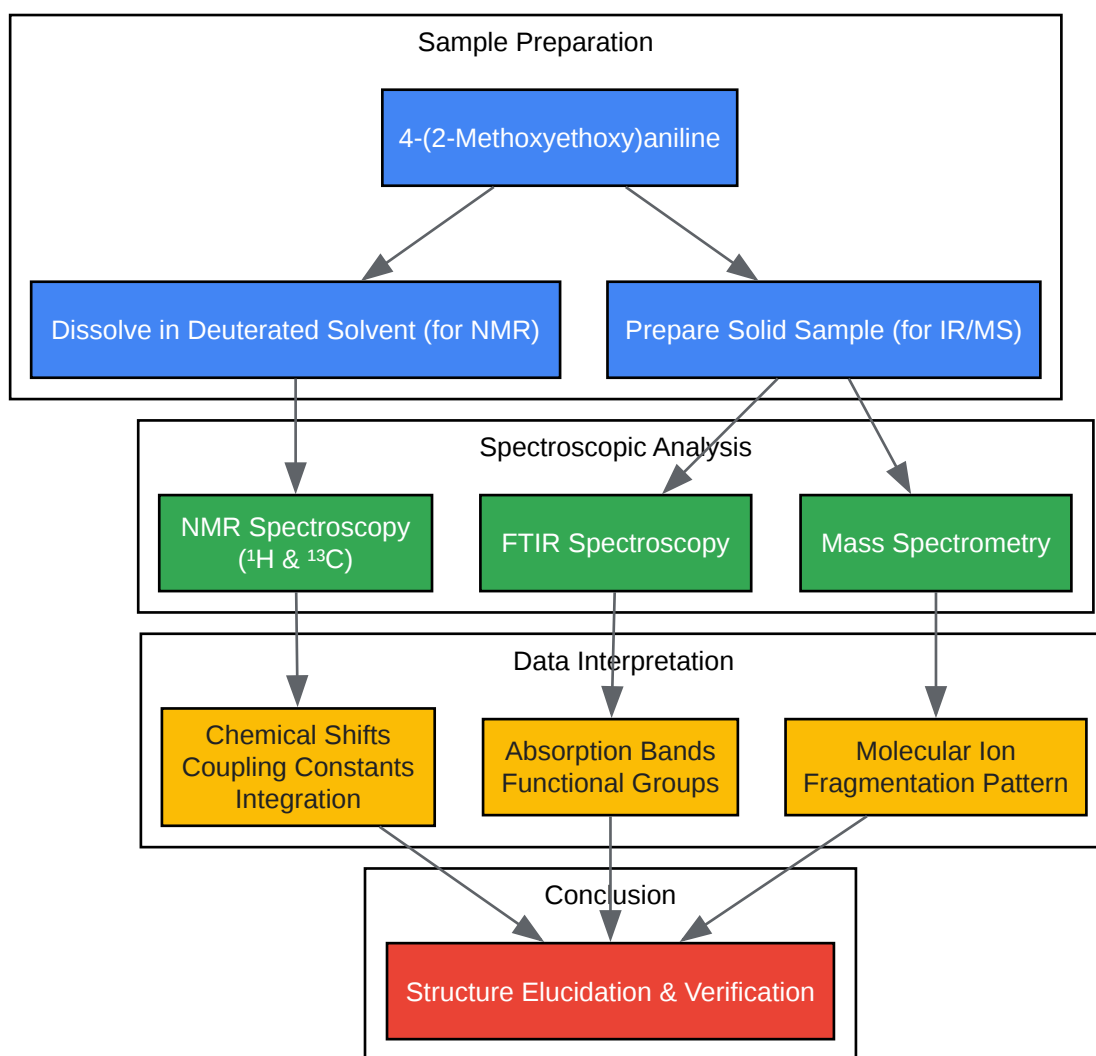 Sample Preparation
4-(2-Methoxyethoxy)aniline
Dissolve in Deuterated Solvent (for NMR)
Prepare Solid Sample (for IR/MS)
Spectroscopic Analysis
NMR Spectroscopy
(¹H & ¹³C)
FTIR Spectroscopy
Mass Spectrometry
Data Interpretation
Chemical Shifts
Coupling Constants
Integration
Absorption Bands
Functional Groups
Molecular Ion
Fragmentation Pattern
Conclusion
Structure Elucidation & Verification